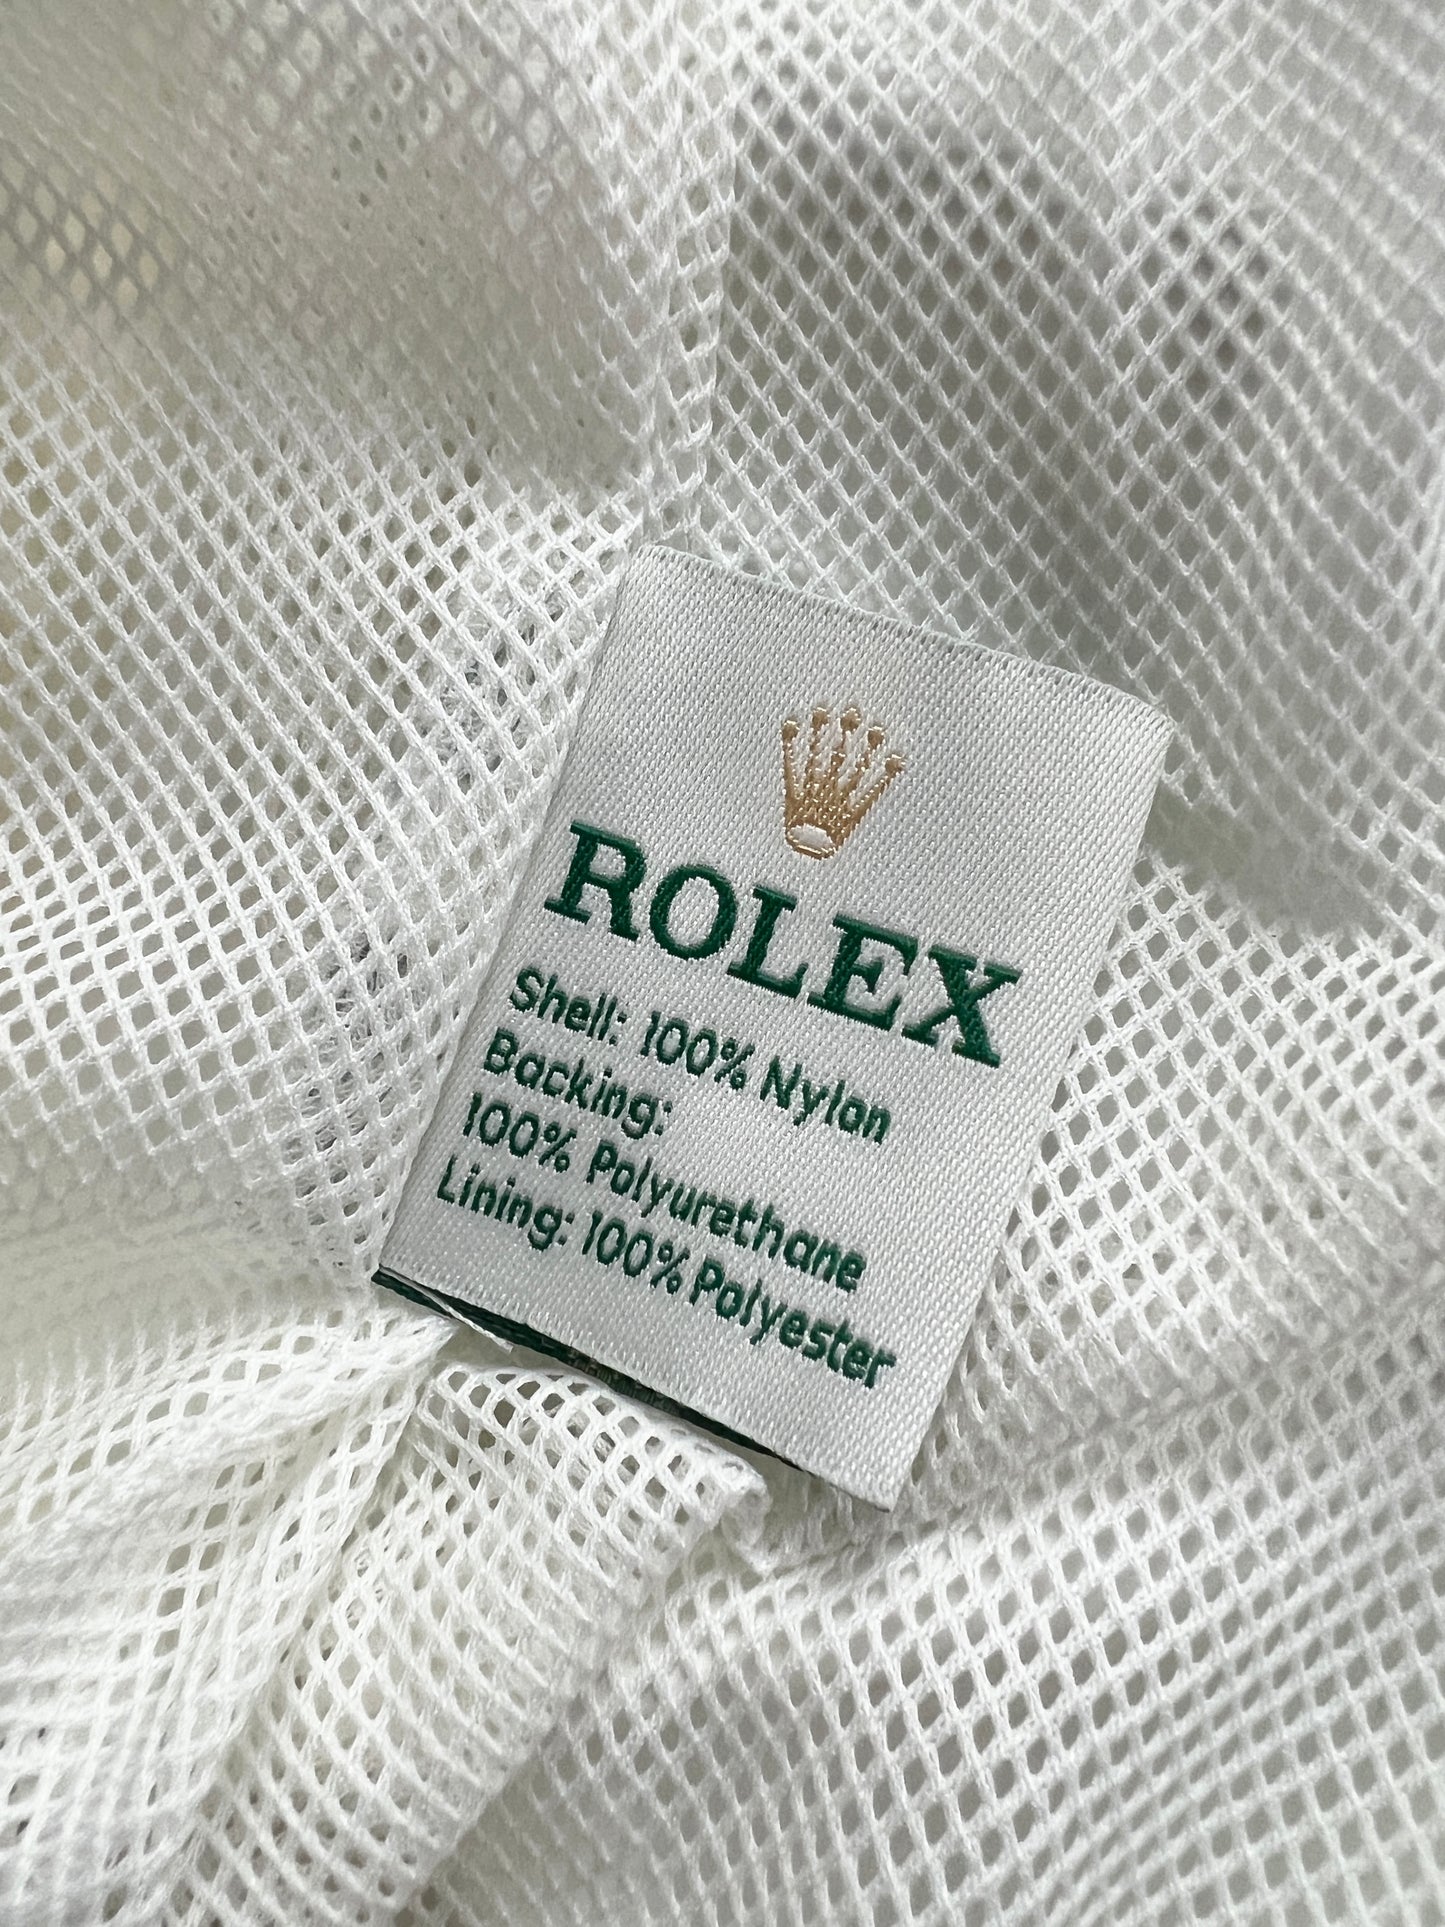 ROLEX
Shell: 100% Nylon
Backing:
100% Polyurethane
Lining: 100% Polyester